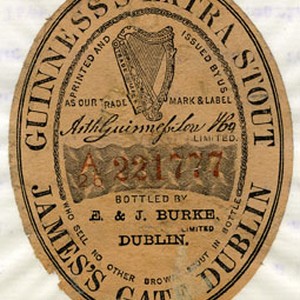 GUINNESS'S EXTRA STOUT
PRINTED AND ISSUED BY US
AS OUR TRADE MARK & LABEL
Arth Guinness Son & Co
LIMITED.
A 221777
BOTTLED BY
E. & J. BURKE,
LIMITED
DUBLIN.
WHO SELL NO OTHER BROWN STOUT IN BOTTLE
JAMES'S GATE DUBLIN